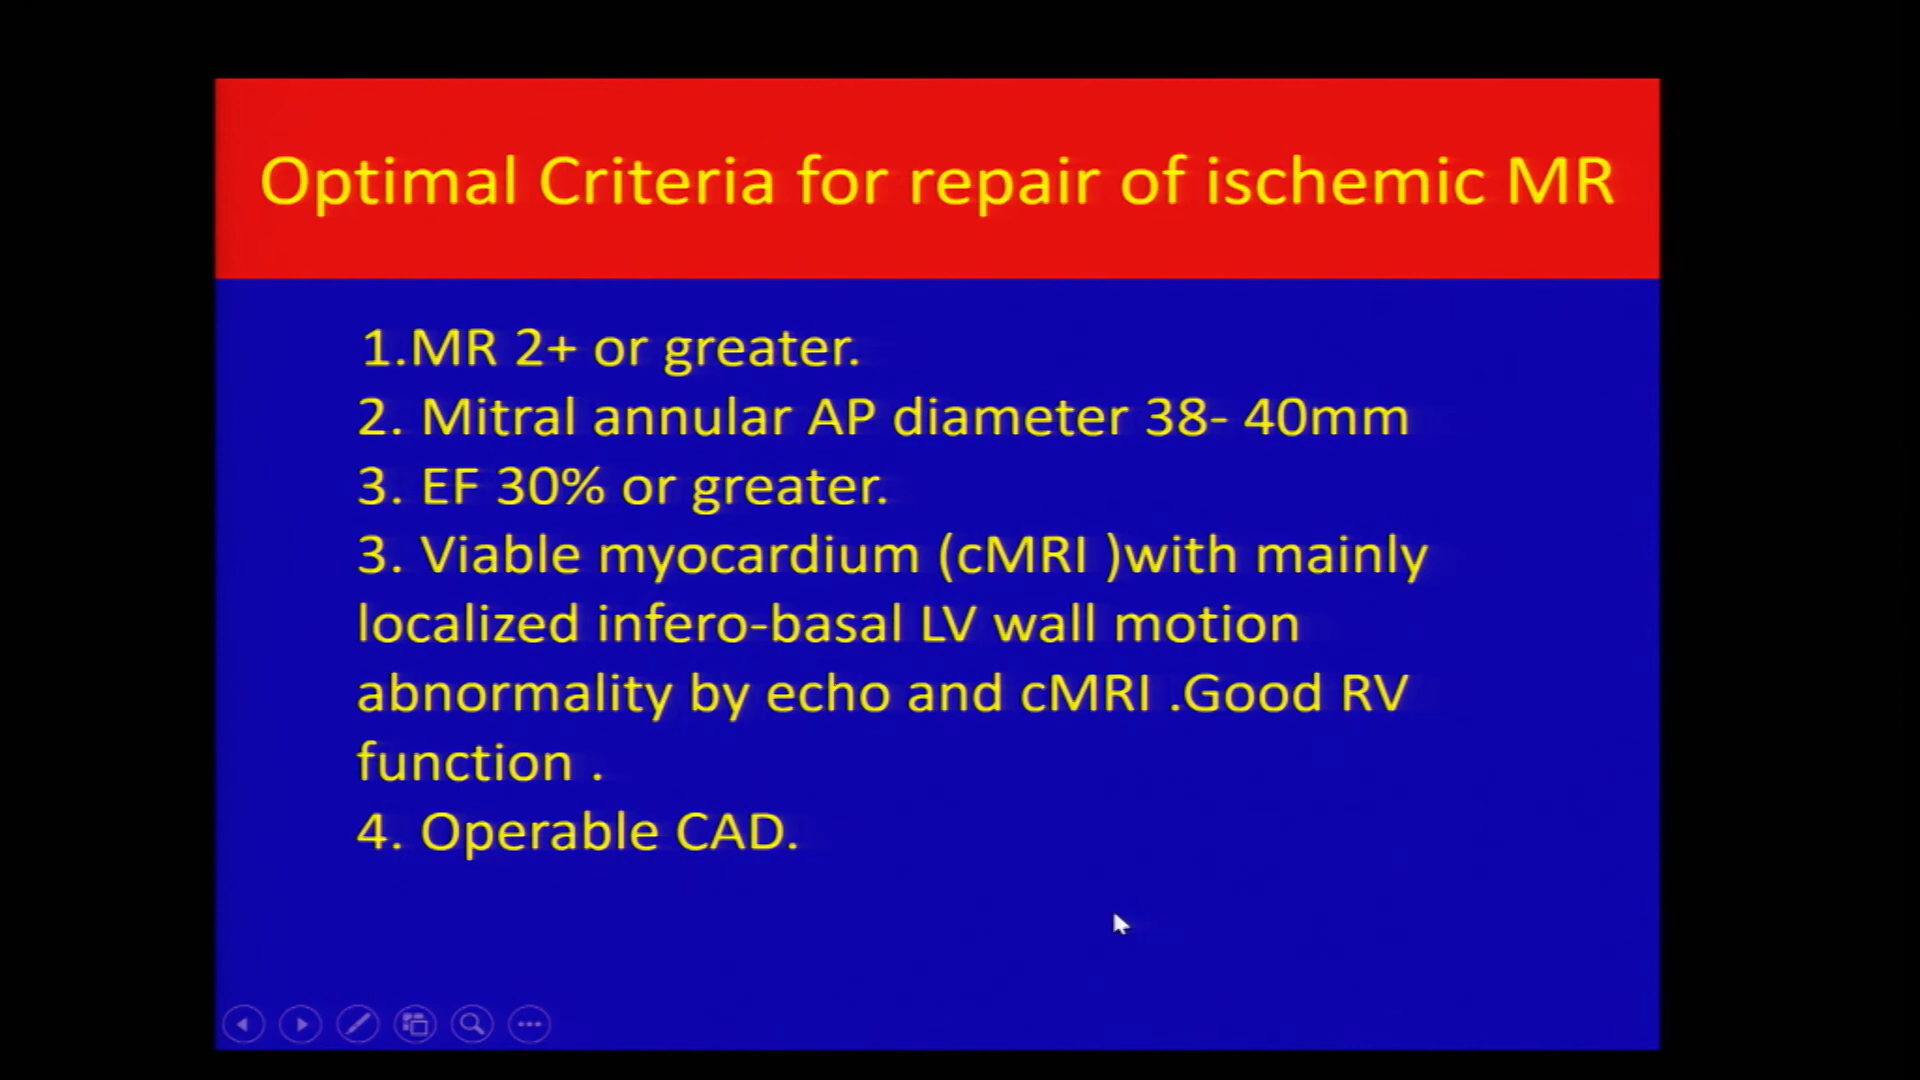 Optimal Criteria for repair of ischemic MR
1.MR 2+ or greater.
2. Mitral annular AP diameter 38- 40mm
3. EF 30% or greater.
3. Viable myocardium (cMRI )with mainly
localized infero-basal LV wall motion
abnormality by echo and cMRI .Good RV
function .
4. Operable CAD.